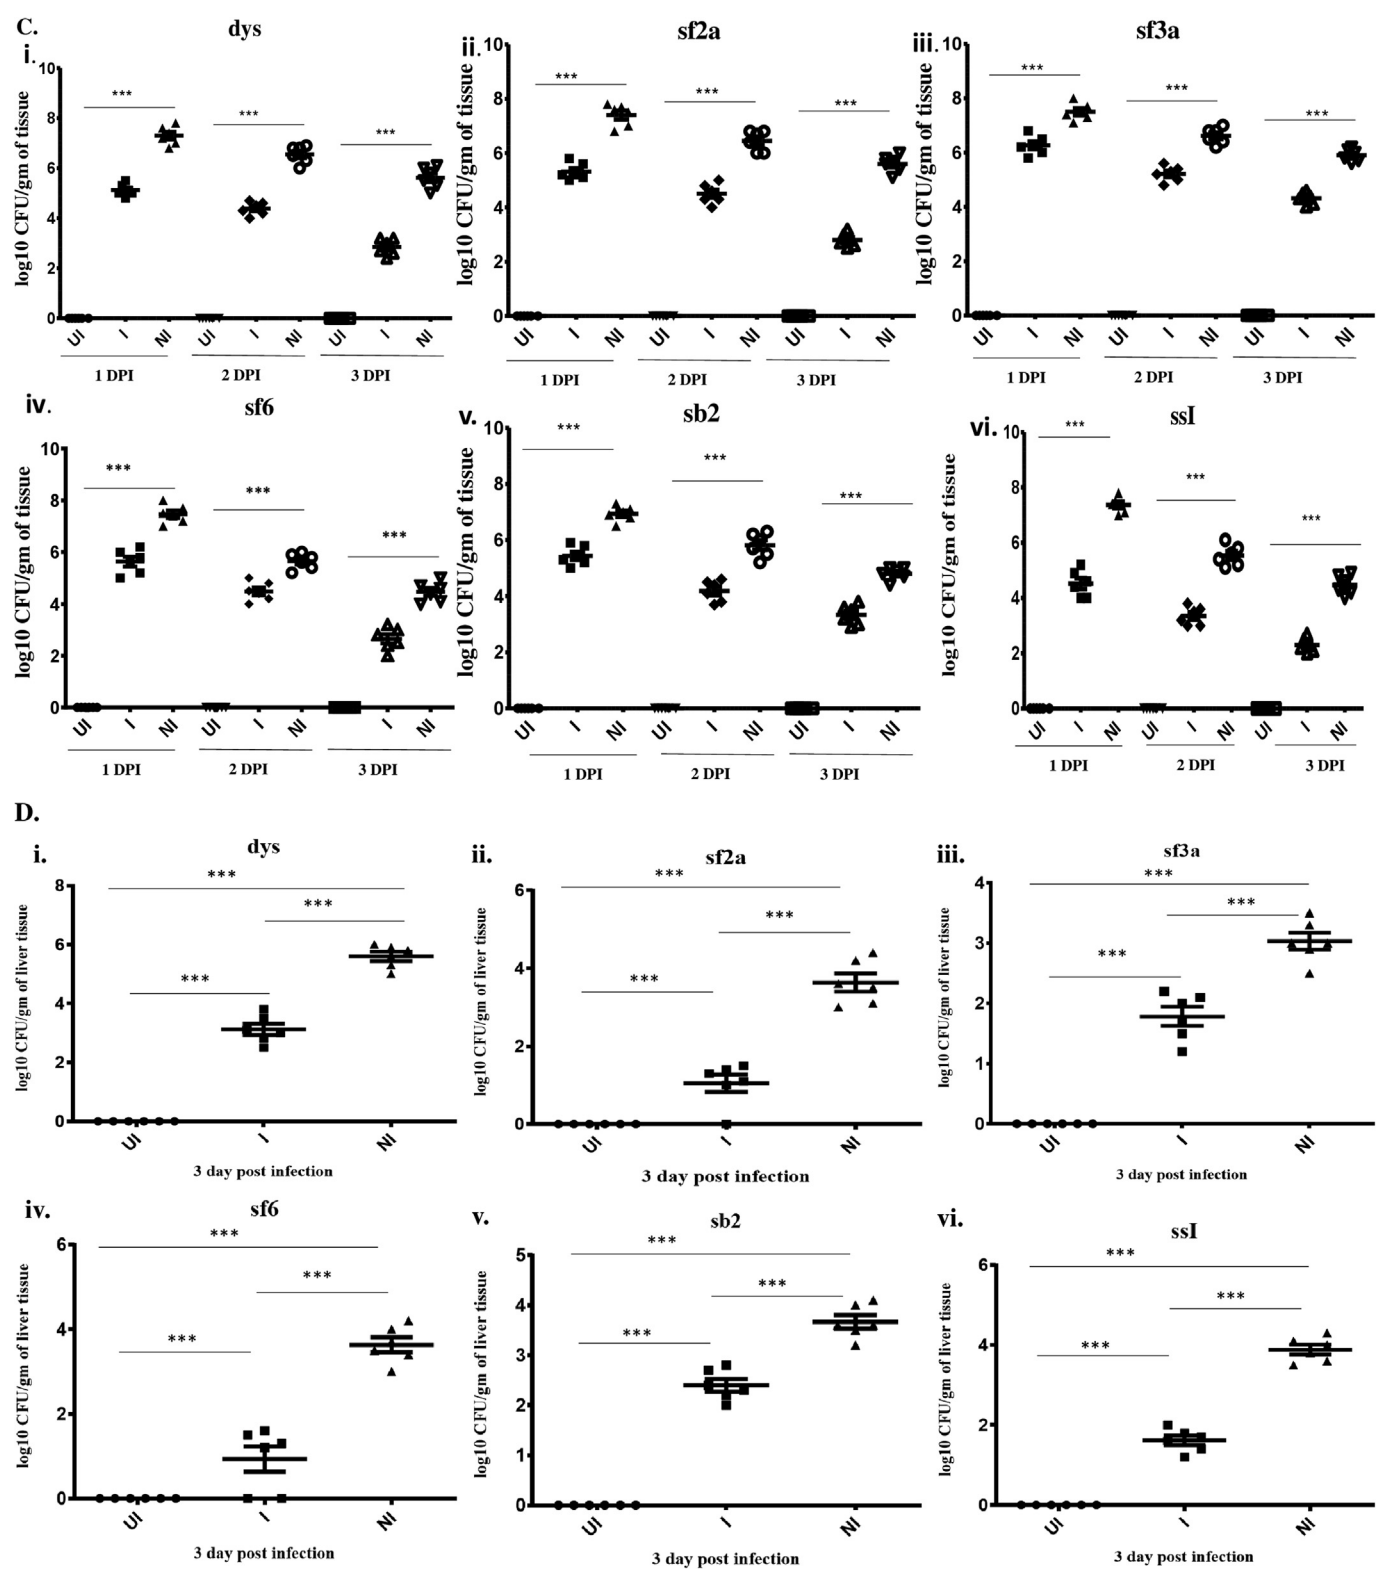 C.
i.
dys
log10 CFU/gm of tissue
10
8
6
4
2
0
***
***
***
UI I NI UI I NI UI I NI
1 DPI 2 DPI 3 DPI
ii.
sf2a
log10 CFU/gm of tissue
10
8
6
4
2
0
***
***
***
UI I NI UI I NI UI I NI
1 DPI 2 DPI 3 DPI
iii.
sf3a
log10 CFU/gm of tissue
10
8
6
4
2
0
***
***
***
UI I NI UI I NI UI I NI
1 DPI 2 DPI 3 DPI
iv.
sf6
log10 CFU/gm of tissue
10
8
6
4
2
0
***
***
***
UI I NI UI I NI UI I NI
1 DPI 2 DPI 3 DPI
v.
sb2
log10 CFU/gm of tissue
10
8
6
4
2
0
***
***
***
UI I NI UI I NI UI I NI
1 DPI 2 DPI 3 DPI
vi.
ssI
log10 CFU/gm of tissue
10
8
6
4
2
0
***
***
***
UI I NI UI I NI UI I NI
1 DPI 2 DPI 3 DPI
D.
i.
dys
log10 CFU/gm of liver tissue
8
6
4
2
0
***
***
***
UI I NI
3 day post infection
ii.
sf2a
log10 CFU/gm of liver tissue
6
4
2
0
***
***
***
UI I NI
3 day post infection
iii.
sf3a
log10 CFU/gm of liver tissue
4
3
2
1
0
***
***
***
UI I NI
3 day post infection
iv.
sf6
log10 CFU/gm of liver tissue
6
4
2
0
***
***
***
UI I NI
3 day post infection
v.
sb2
log10 CFU/gm of liver tissue
5
4
3
2
1
0
***
***
***
UI I NI
3 day post infection
vi.
ssI
log10 CFU/gm of liver tissue
6
4
2
0
***
***
***
UI I NI
3 day post infection